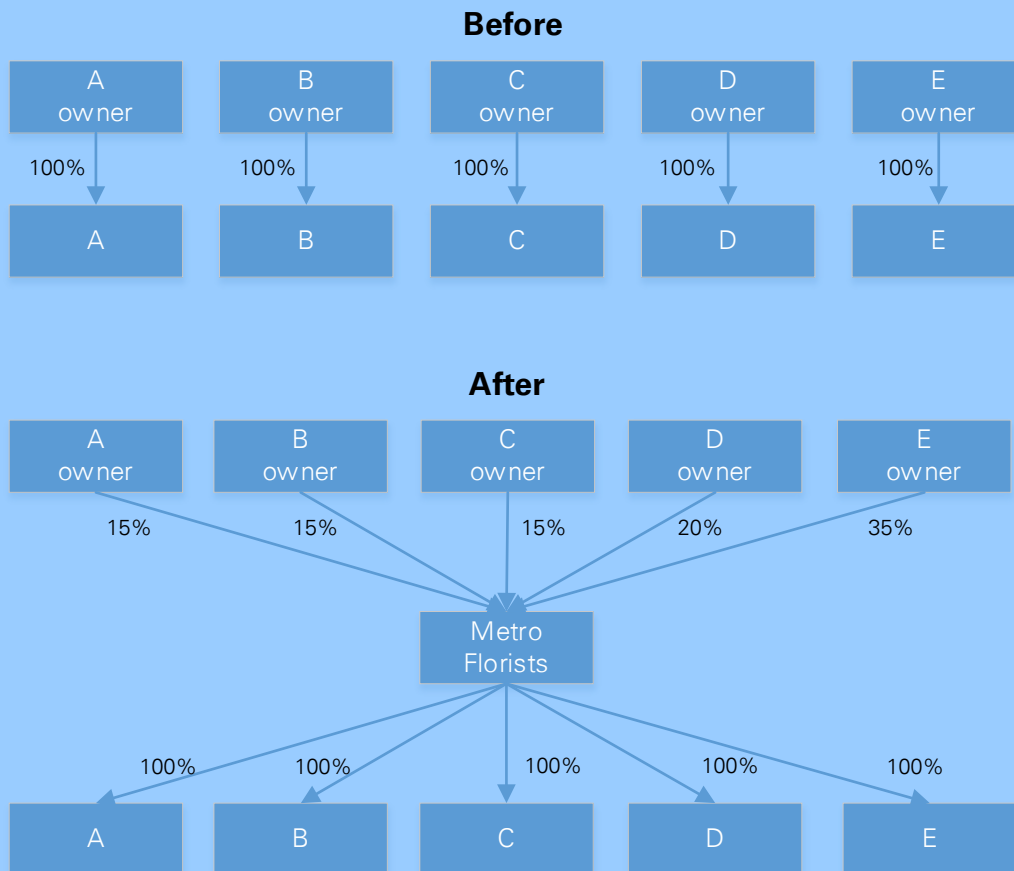 Before
A
owner
B
owner
C
owner
D
owner
E
owner
100%
100%
100%
100%
100%
A
B
C
D
E
After
A
owner
B
owner
C
owner
D
owner
E
owner
15%
15%
15%
20%
35%
Metro
Florists
100%
100%
100%
100%
100%
A
B
C
D
E